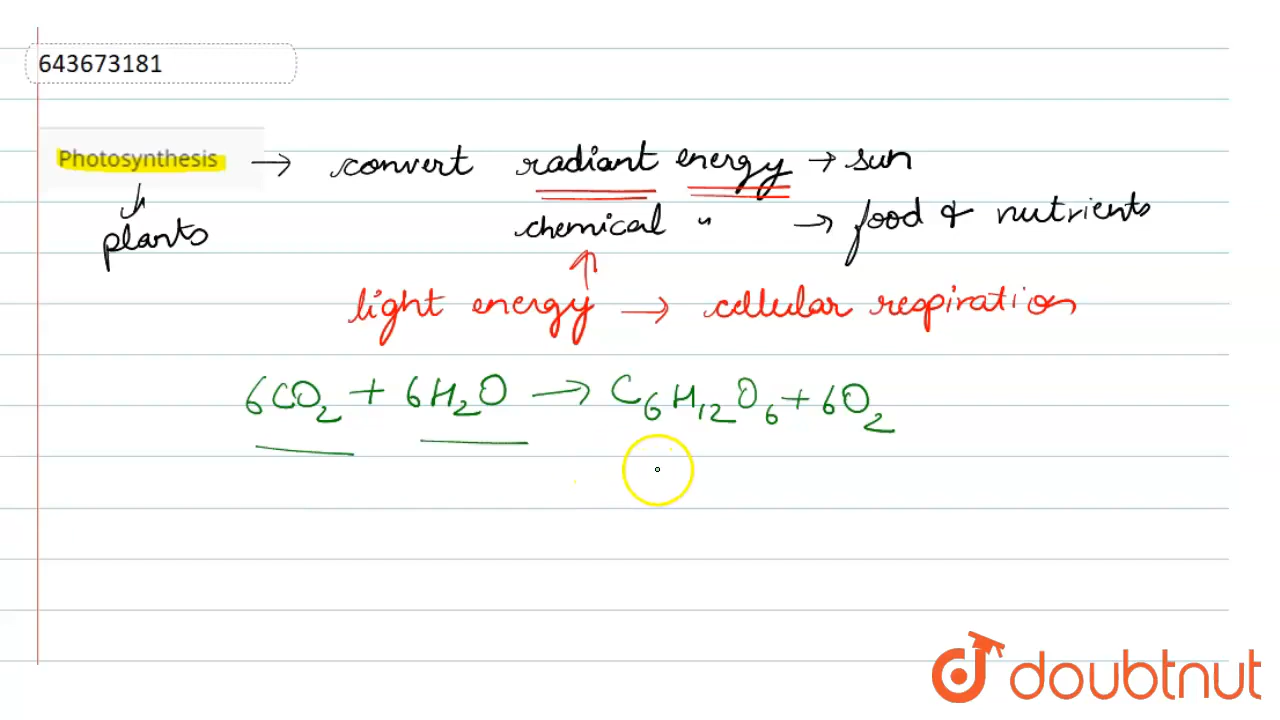 643673181
Photosynthesis → convert radiant energy → sun
plants
chemical " → food & nutrients
light energy → cellular respiration
6CO₂ + 6H₂O → C₆H₁₂O₆ + 6O₂
doubtnut